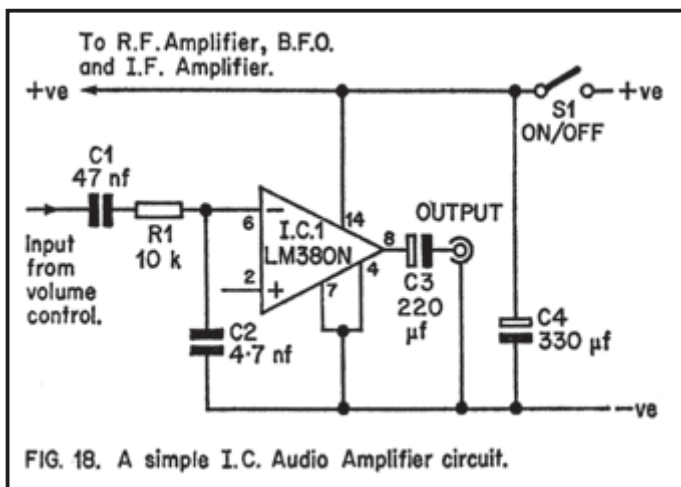 To R.F. Amplifier, B.F.O.
and I.F. Amplifier.
+ve
+ve
S1
ON/OFF
C1
47 nf
R1
10 k
Input
from
volume
control.
6
−
14
I.C.1
LM380N
8
2
+
7
4
OUTPUT
C3
220
μf
C2
4·7 nf
C4
330 μf
−ve
FIG. 18. A simple I.C. Audio Amplifier circuit.